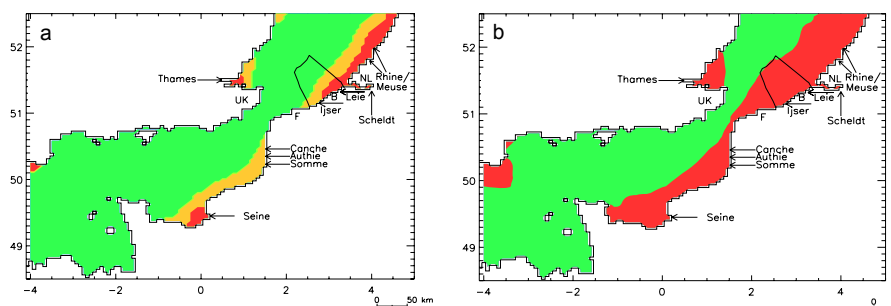 a
52
51
50
49
-4
-2
0
2
4
0 50 km
Thames
UK
NL Rhine/
Meuse
B Leie
Ijser
F
Scheldt
Canche
Authie
Somme
Seine
b
52
51
50
49
-4
-2
0
2
4
0
Thames
UK
NL Rhine/
Meuse
B Leie
Ijser
F
Scheldt
Canche
Authie
Somme
Seine